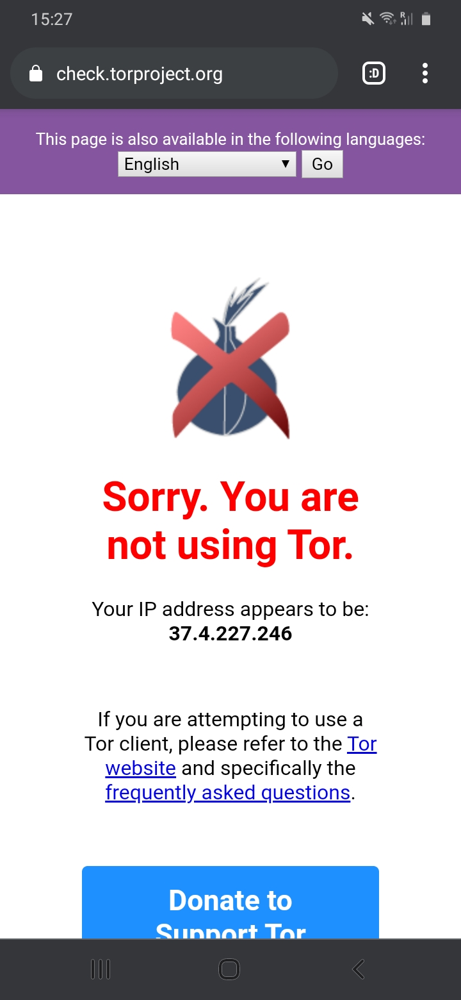 15:27
R
check.torproject.org
:D
This page is also available in the following languages:
English
Go
Sorry. You are
not using Tor.
Your IP address appears to be:
37.4.227.246
If you are attempting to use a
Tor client, please refer to the Tor
website and specifically the
frequently asked questions.
Donate to
Support Tor